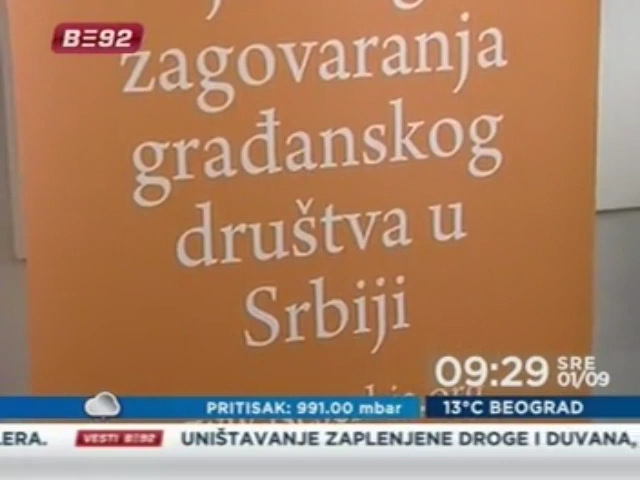 B92
zagovaranja
građanskog
društva u
Srbiji
09:29 SRE 01/09
PRITISAK: 991.00 mbar 13°C BEOGRAD
LERA. VESTI B92 UNIŠTAVANJE ZAPLENJENE DROGE I DUVANA,